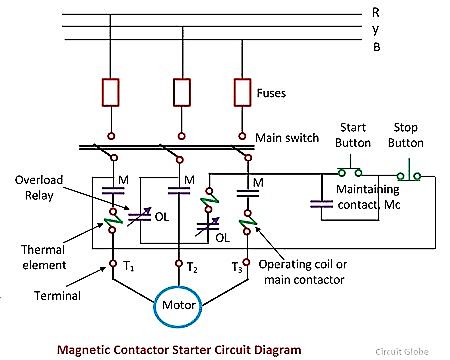 R
y
B
Fuses
Main switch
Start
Button
Stop
Button
M
M
M
Maintaining
contact, Mc
Overload
Relay
OL
OL
Thermal
element
T1
T2
T3
Operating coil or
main contactor
Terminal
Motor
Magnetic Contactor Starter Circuit Diagram
Circuit Globe